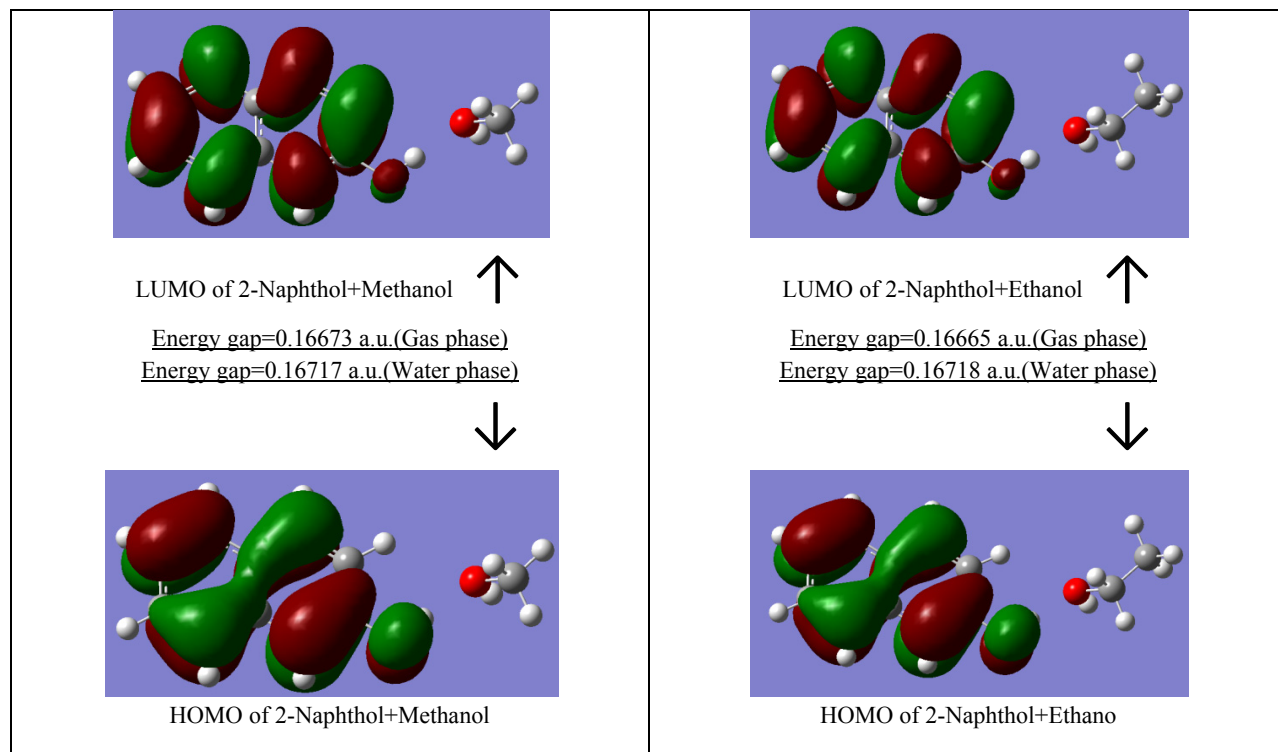 LUMO of 2-Naphthol+Methanol
Energy gap=0.16673 a.u.(Gas phase)
Energy gap=0.16717 a.u.(Water phase)
HOMO of 2-Naphthol+Methanol
LUMO of 2-Naphthol+Ethanol
Energy gap=0.16665 a.u.(Gas phase)
Energy gap=0.16718 a.u.(Water phase)
HOMO of 2-Naphthol+Ethano